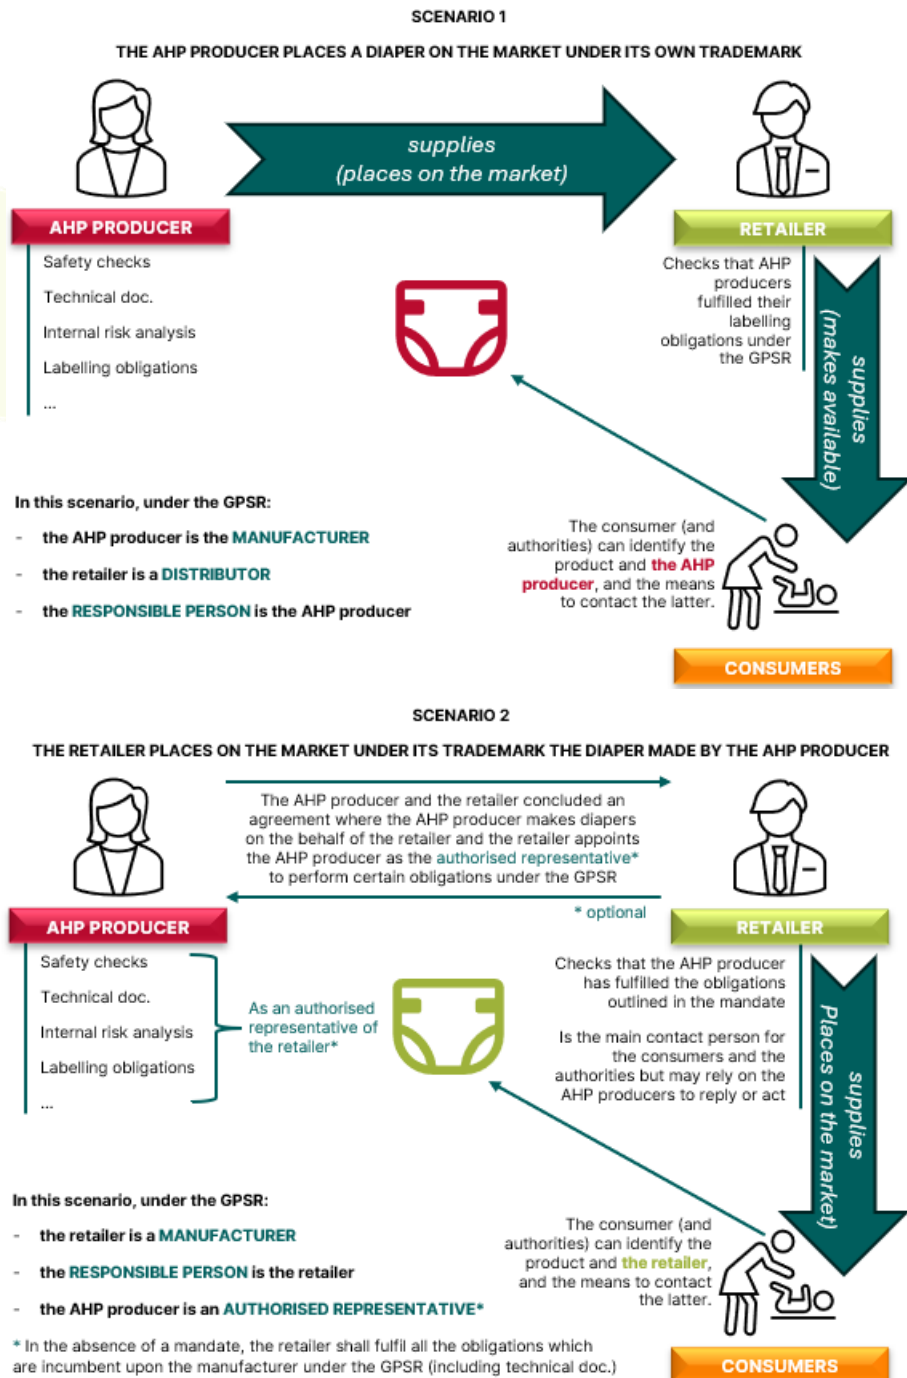 SCENARIO 1
THE AHP PRODUCER PLACES A DIAPER ON THE MARKET UNDER ITS OWN TRADEMARK
supplies
(places on the market)
AHP PRODUCER
Safety checks
Technical doc.
Internal risk analysis
Labelling obligations
...
RETAILER
Checks that AHP
producers
fulfilled their
labelling
obligations under
the GPSR
supplies
(makes available)
In this scenario, under the GPSR:
- the AHP producer is the MANUFACTURER
- the retailer is a DISTRIBUTOR
- the RESPONSIBLE PERSON is the AHP producer
The consumer (and
authorities) can identify the
product and the AHP
producer, and the means
to contact the latter.
CONSUMERS
SCENARIO 2
THE RETAILER PLACES ON THE MARKET UNDER ITS TRADEMARK THE DIAPER MADE BY THE AHP PRODUCER
The AHP producer and the retailer concluded an
agreement where the AHP producer makes diapers
on the behalf of the retailer and the retailer appoints
the AHP producer as the authorised representative*
to perform certain obligations under the GPSR
* optional
AHP PRODUCER
Safety checks
Technical doc.
Internal risk analysis
Labelling obligations
...
As an authorised
representative of
the retailer*
RETAILER
Checks that the AHP producer
has fulfilled the obligations
outlined in the mandate
Is the main contact person for
the consumers and the
authorities but may rely on the
AHP producers to reply or act
supplies
Places on the market)
In this scenario, under the GPSR:
- the retailer is a MANUFACTURER
- the RESPONSIBLE PERSON is the retailer
- the AHP producer is an AUTHORISED REPRESENTATIVE*
* In the absence of a mandate, the retailer shall fulfil all the obligations which
are incumbent upon the manufacturer under the GPSR (including technical doc.)
The consumer (and
authorities) can identify the
product and the retailer,
and the means to contact
the latter.
CONSUMERS